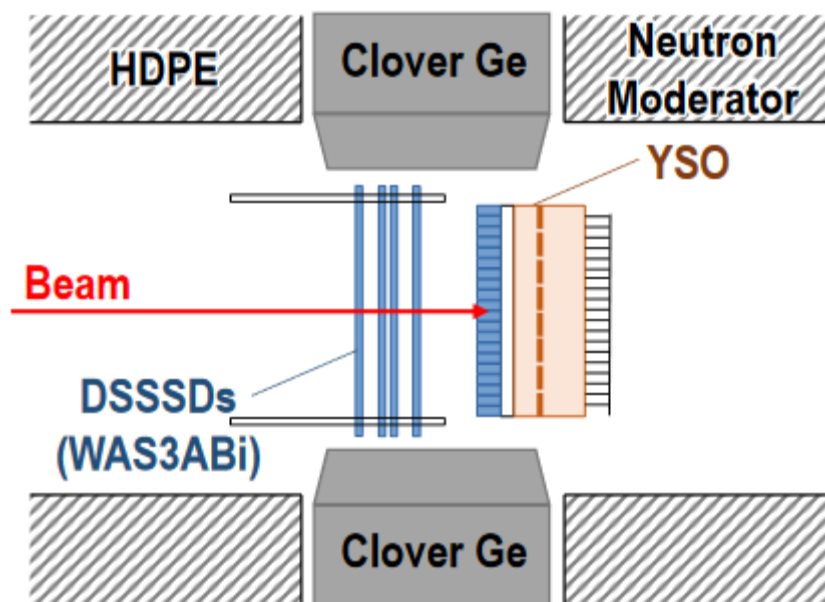 HDPE
Clover Ge
Neutron
Moderator
YSO
Beam
DSSSDs
(WAS3ABi)
Clover Ge